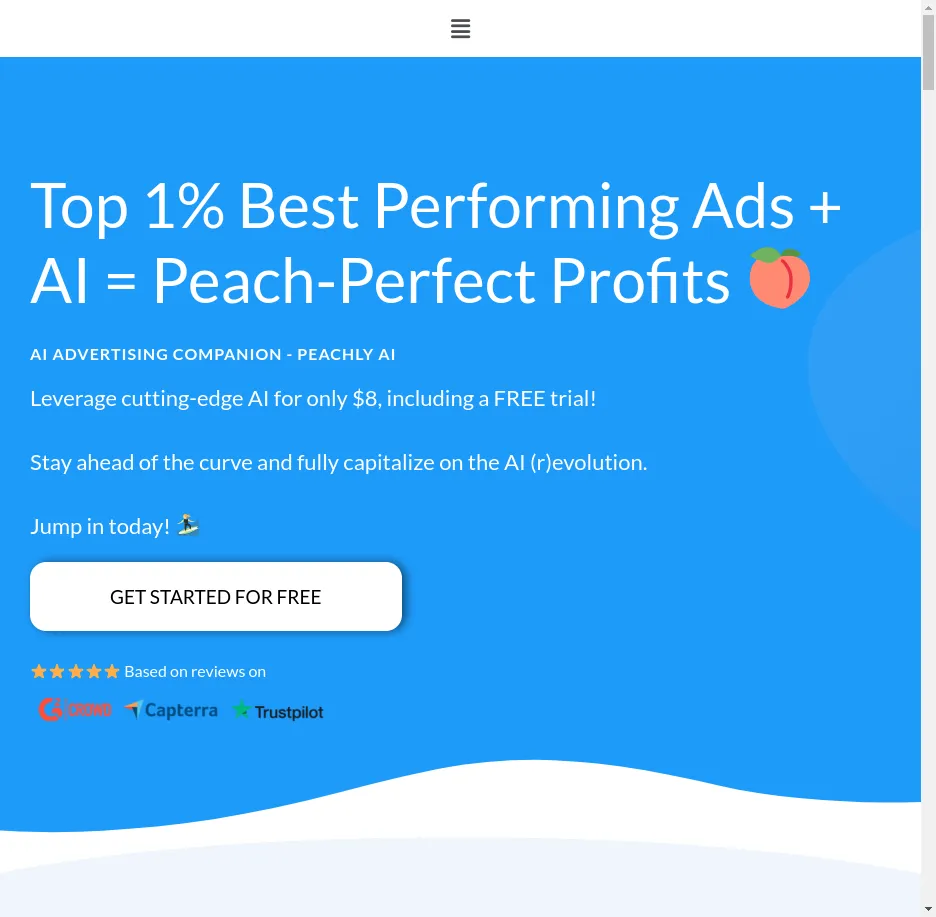 Top 1% Best Performing Ads +
AI = Peach-Perfect Profits
AI ADVERTISING COMPANION - PEACHLY AI
Leverage cutting-edge AI for only $8, including a FREE trial!
Stay ahead of the curve and fully capitalize on the AI (r)evolution.
Jump in today!
GET STARTED FOR FREE
Based on reviews on
G2 CROWD Capterra Trustpilot